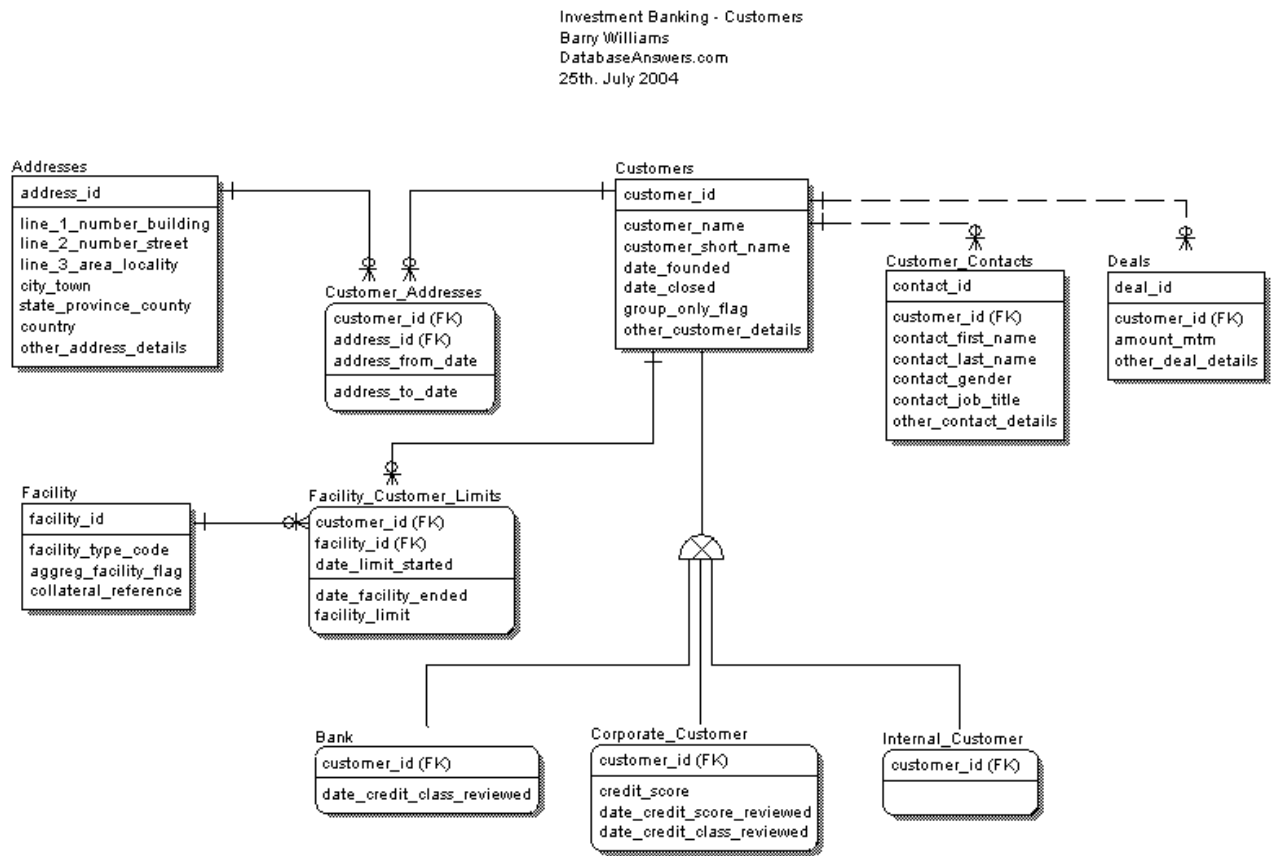 Investment Banking - Customers
Barry Williams
DatabaseAnswers.com
25th. July 2004
Addresses
address_id
line_1_number_building
line_2_number_street
line_3_area_locality
city_town
state_province_county
country
other_address_details
Customer_Addresses
customer_id (FK)
address_id (FK)
address_from_date
address_to_date
Customers
customer_id
customer_name
customer_short_name
date_founded
date_closed
group_only_flag
other_customer_details
Customer_Contacts
contact_id
customer_id (FK)
contact_first_name
contact_last_name
contact_gender
contact_job_title
other_contact_details
Deals
deal_id
customer_id (FK)
amount_mtm
other_deal_details
Facility
facility_id
facility_type_code
aggreg_facility_flag
collateral_reference
Facility_Customer_Limits
customer_id (FK)
facility_id (FK)
date_limit_started
date_facility_ended
facility_limit
Bank
customer_id (FK)
date_credit_class_reviewed
Corporate_Customer
customer_id (FK)
credit_score
date_credit_score_reviewed
date_credit_class_reviewed
Internal_Customer
customer_id (FK)